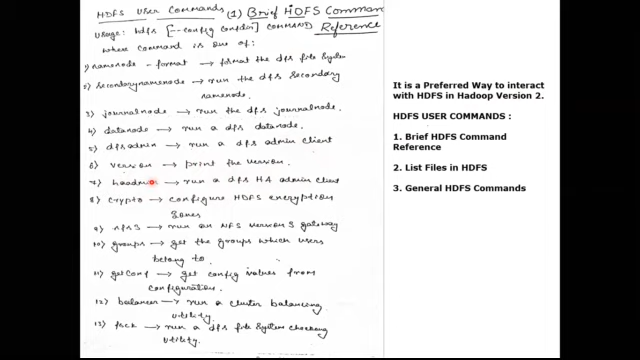 HDFS User Commands
(1) Brief HDFS Command
Reference
Usage: hdfs [--config confdir] COMMAND
where command is one of:
1) namenode -format → format the dfs file system
2) secondarynamenode → run the dfs secondary
namenode.
3) journalnode → run the dfs journalnode.
4) datanode → run a dfs datanode.
5) dfsadmin → run a dfs admin client
6) version → print the version.
7) haadmin → run a dfs HA admin client
8) crypto → configure HDFS encryption
zones
9) nfs3 → run an NFS version 3 gateway
10) groups → get the groups which users
belong to.
11) getconf → get config values from
configuration.
12) balancer → run a cluster balancing
utility.
13) fsck → run a dfs file system checking
utility.
It is a Preferred Way to interact
with HDFS in Hadoop Version 2.
HDFS USER COMMANDS :
1. Brief HDFS Command
Reference
2. List Files in HDFS
3. General HDFS Commands